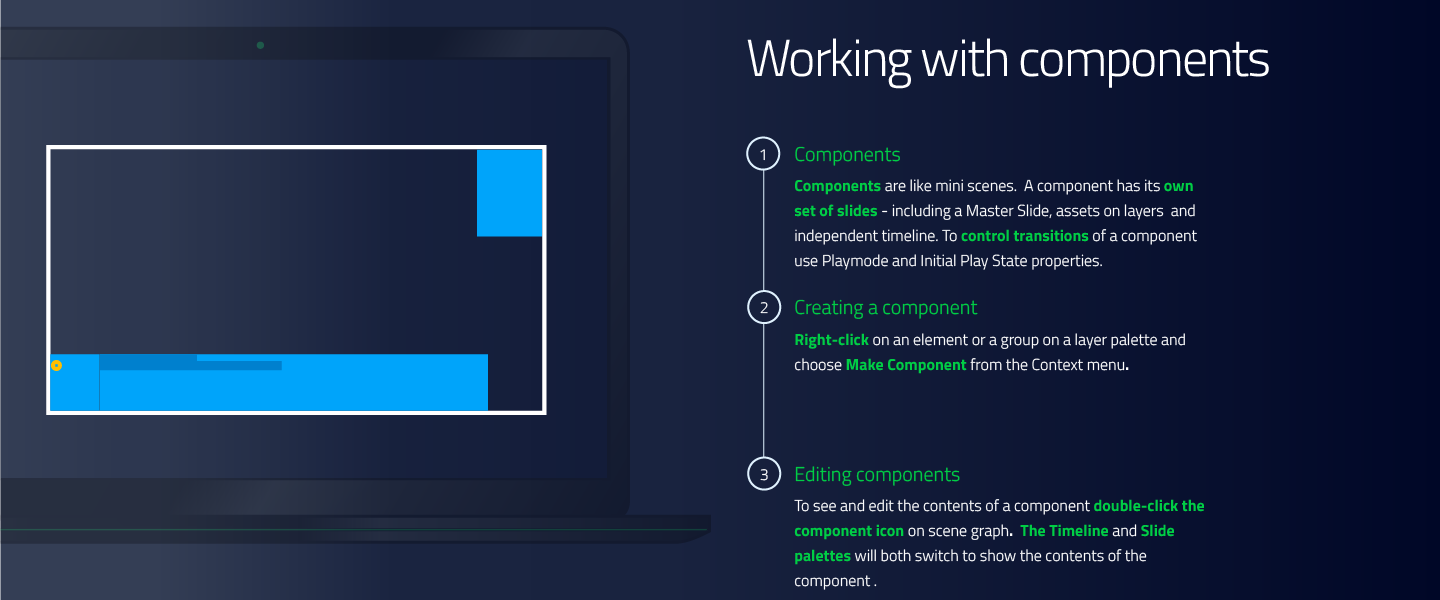 Working with components
1
Components
Components are like mini scenes.  A component has its own
set of slides - including a Master Slide, assets on layers  and
independent timeline. To control transitions of a component
use Playmode and Initial Play State properties.
2
Creating a component
Right-click on an element or a group on a layer palette and
choose Make Component from the Context menu.
3
Editing components
To see and edit the contents of a component double-click the
component icon on scene graph.  The Timeline and Slide
palettes will both switch to show the contents of the
component .